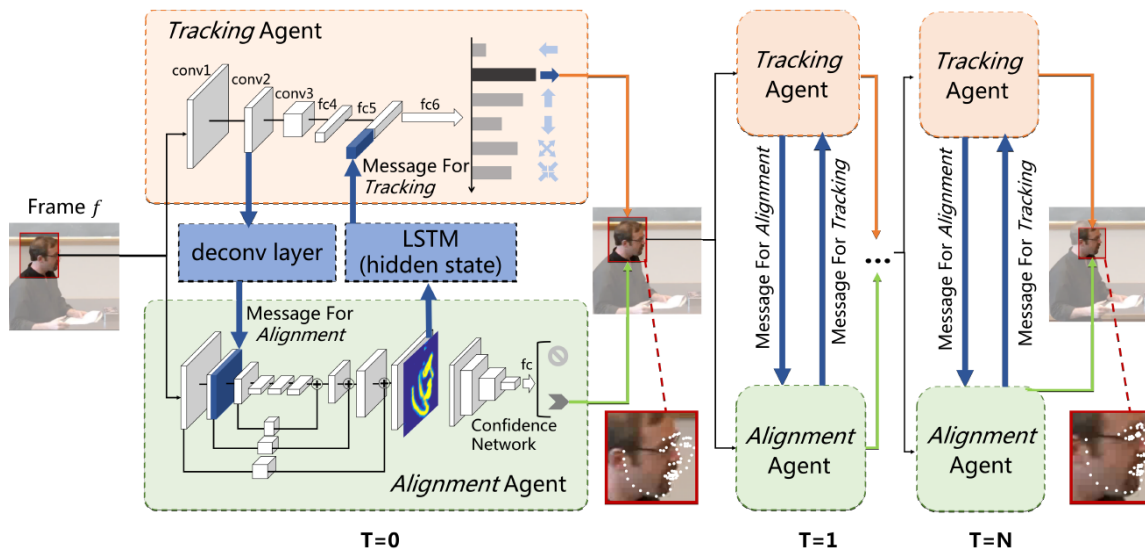 Tracking Agent
conv1
conv2
conv3
fc4
fc5
fc6
Message For
Tracking
Frame f
deconv layer
LSTM
(hidden state)
Message For
Alignment
fc
Confidence
Network
Alignment Agent
T=0
Tracking
Agent
Message For Alignment
Message For Tracking
Alignment
Agent
T=1
...
Tracking
Agent
Message For Alignment
Message For Tracking
Alignment
Agent
T=N